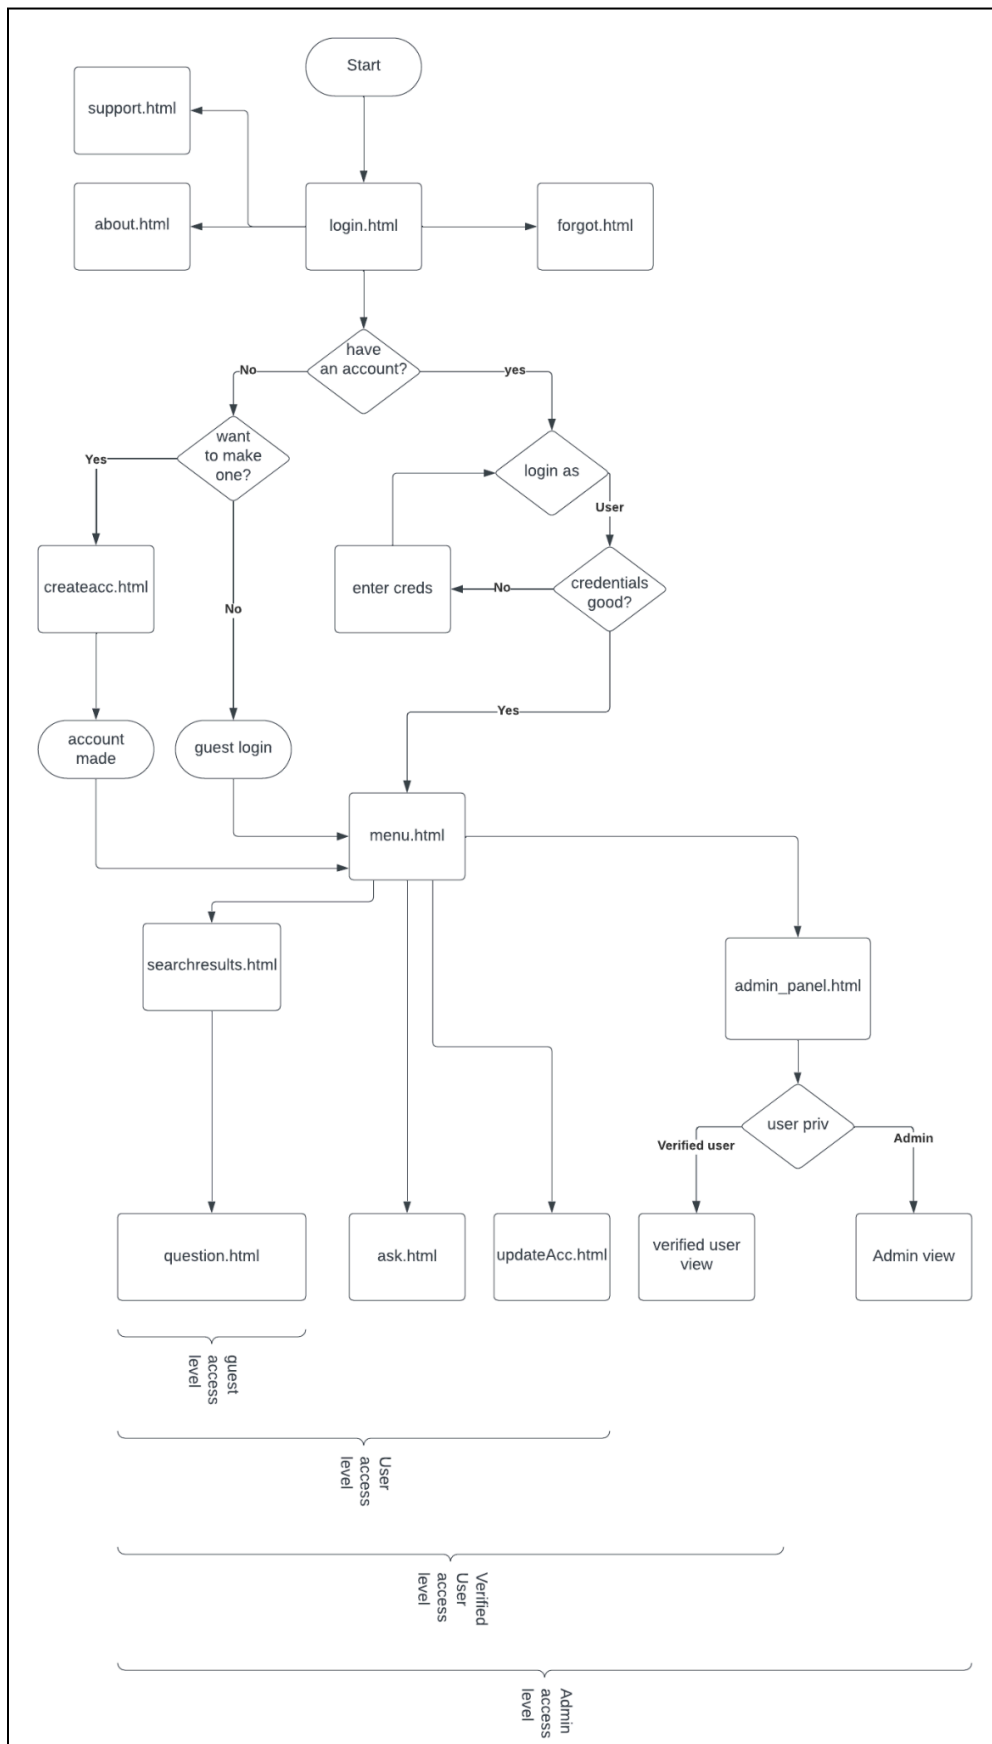 Start
support.html
about.html
login.html
forgot.html
have
an account?
No
yes
want
to make
one?
Yes
login as
User
createacc.html
enter creds
No
credentials
good?
No
Yes
account
made
guest login
menu.html
searchresults.html
admin_panel.html
user priv
Verified user
Admin
question.html
ask.html
updateAcc.html
verified user
view
Admin view
guest
access
level
User
access
level
Verified
User
access
level
Admin
access
level